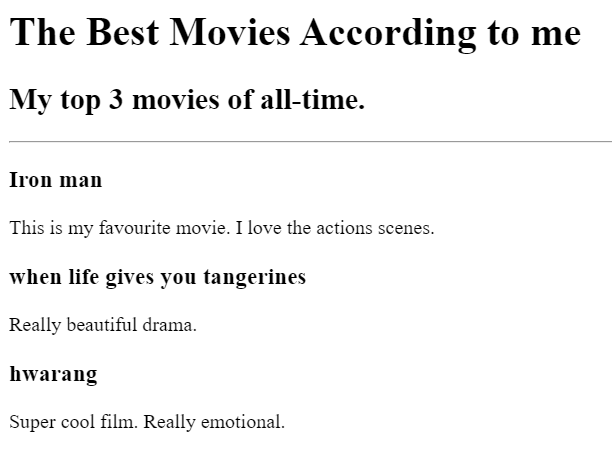 The Best Movies According to me
My top 3 movies of all-time.
Iron man
This is my favourite movie. I love the actions scenes.
when life gives you tangerines
Really beautiful drama.
hwarang
Super cool film. Really emotional.